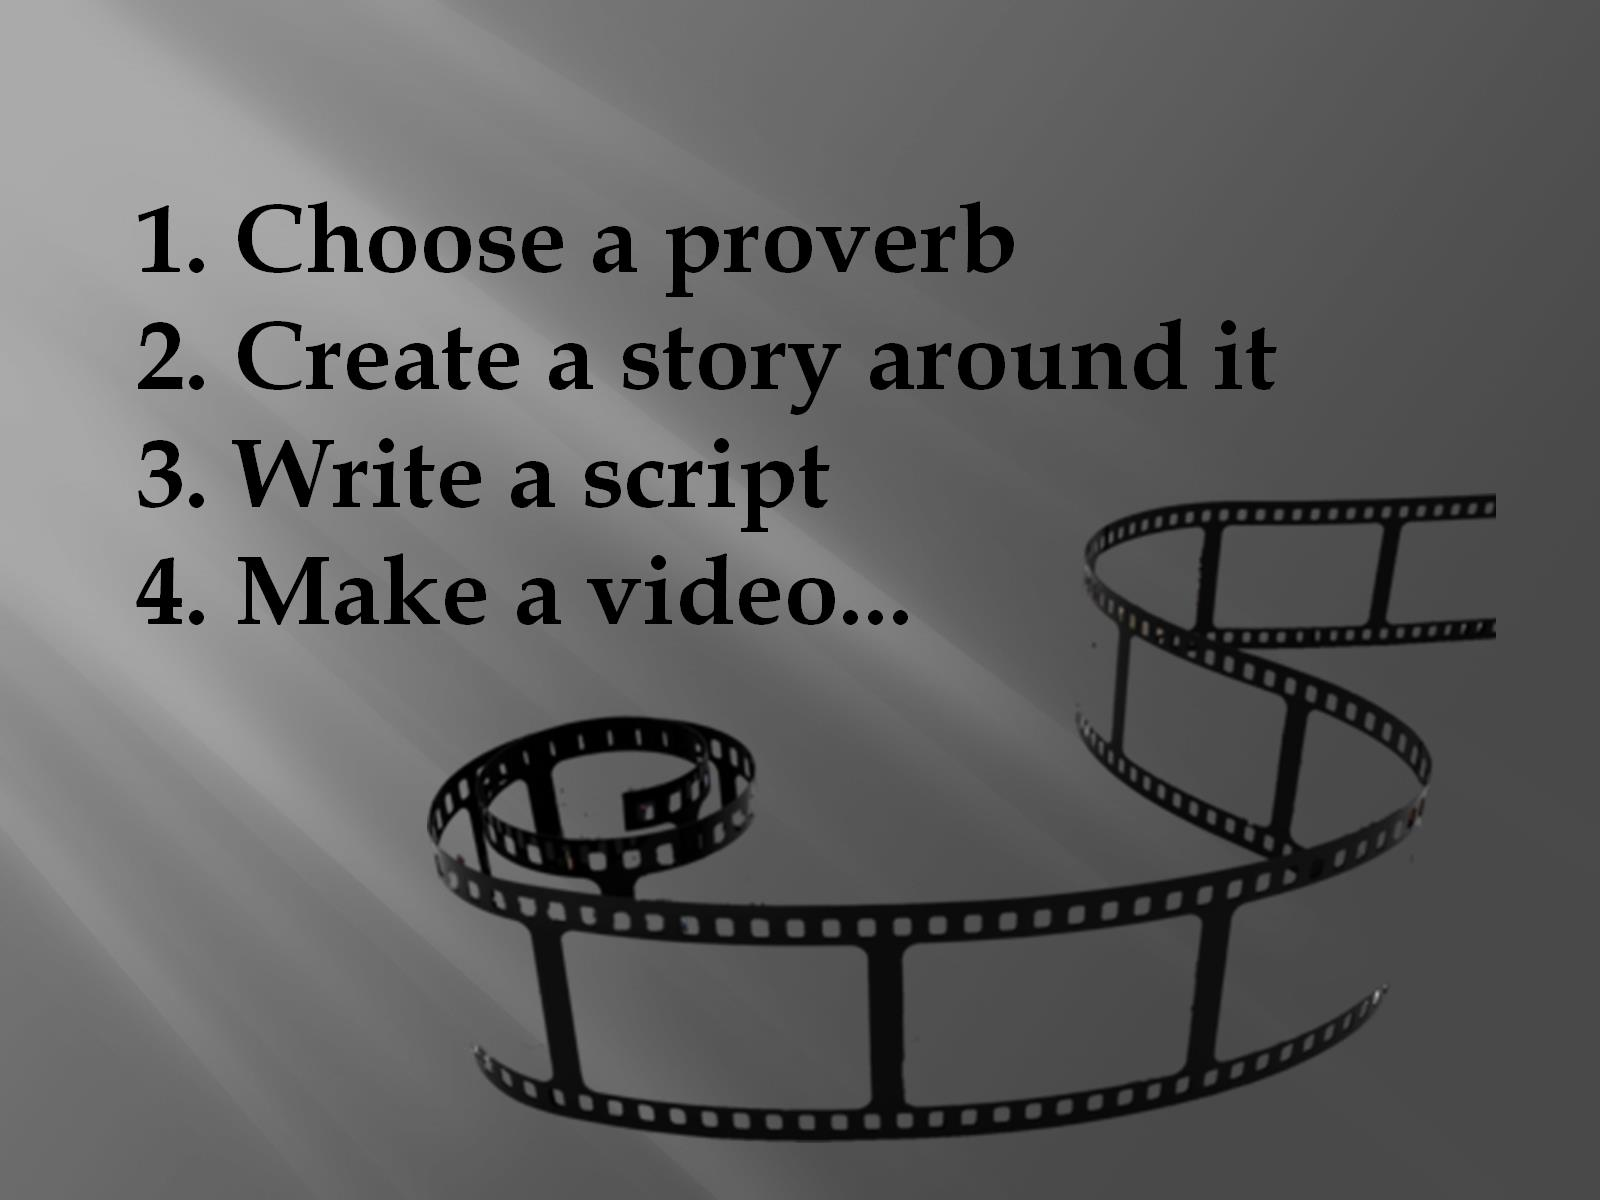 1. Choose a proverb
2. Create a story around it
3. Write a script
4. Make a video...